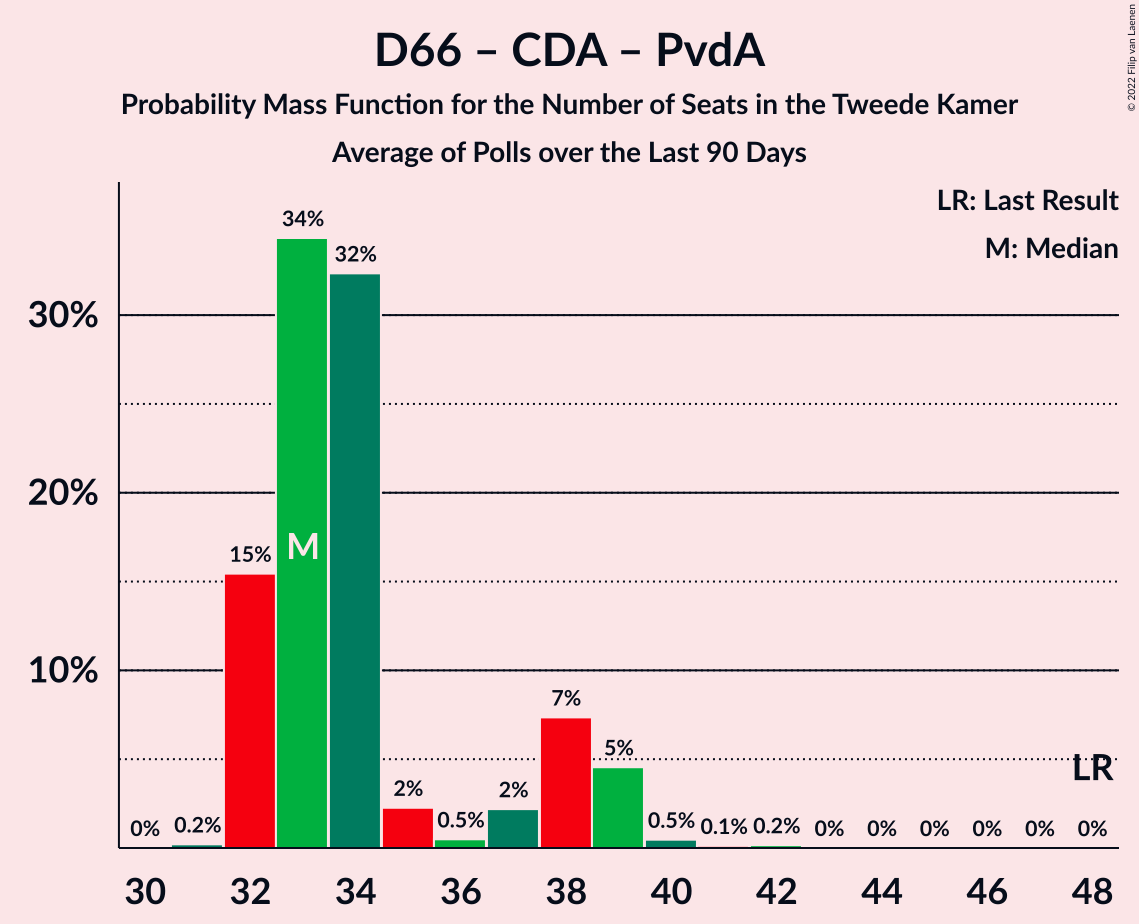 D66 – CDA – PvdA
Probability Mass Function for the Number of Seats in the Tweede Kamer
Average of Polls over the Last 90 Days
© 2022 Filip van Laenen
LR: Last Result
M: Median
34%
32%
30%
20%
15%
M
10%
7%
5%
LR
2%
2%
0.5%
0.5%
0% 0.2%
0.1% 0.2% 0% 0% 0% 0% 0% 0%
30 32 34 36 38 40 42 44 46 48